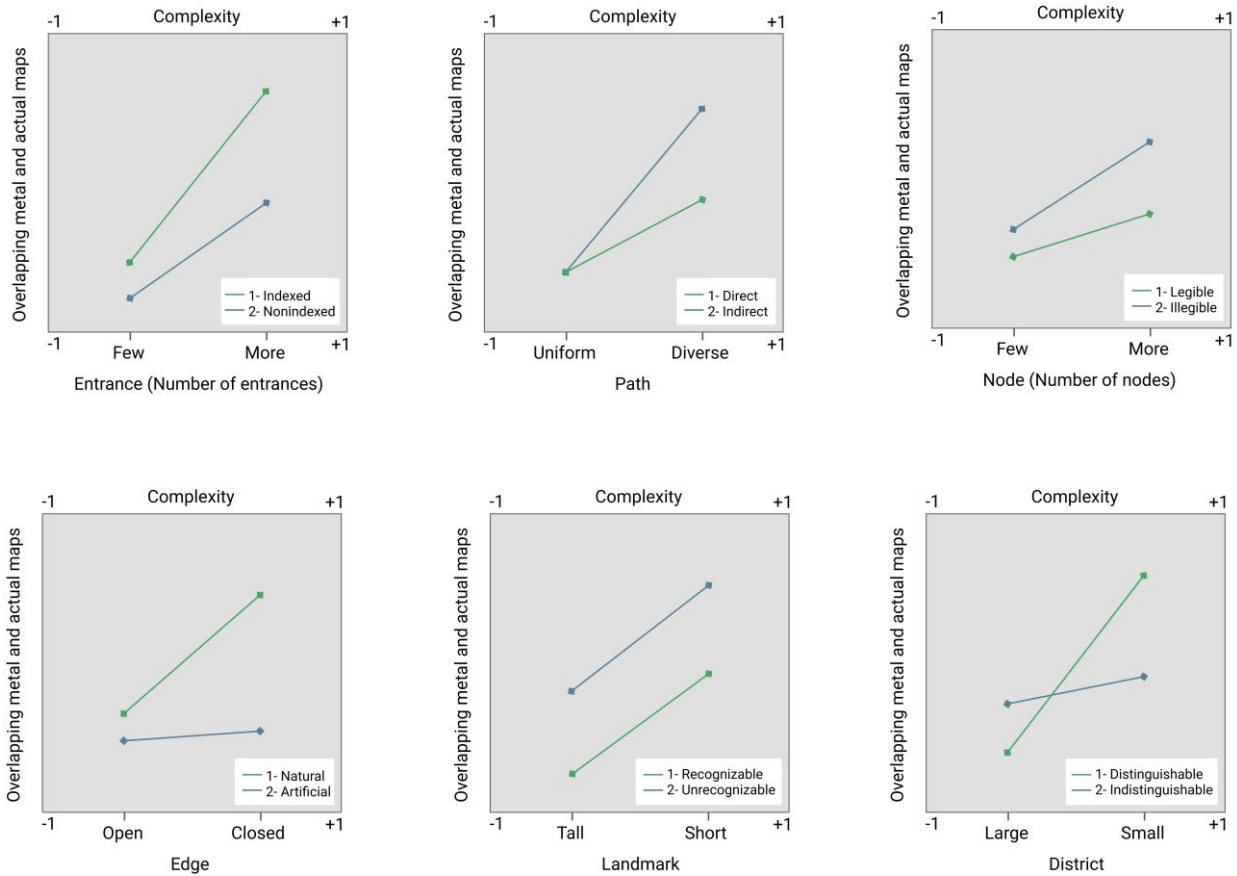 -1 Complexity +1
Overlapping metal and actual maps
1- Indexed
2- Nonindexed
-1 Few More +1
Entrance (Number of entrances)
-1 Complexity +1
Overlapping metal and actual maps
1- Direct
2- Indirect
-1 Uniform Diverse +1
Path
-1 Complexity +1
Overlapping metal and actual maps
1- Legible
2- Illegible
-1 Few More +1
Node (Number of nodes)
-1 Complexity +1
Overlapping metal and actual maps
1- Natural
2- Artificial
-1 Open Closed +1
Edge
-1 Complexity +1
Overlapping metal and actual maps
1- Recognizable
2- Unrecognizable
-1 Tall Short +1
Landmark
-1 Complexity +1
Overlapping metal and actual maps
1- Distinguishable
2- Indistinguishable
-1 Large Small +1
District